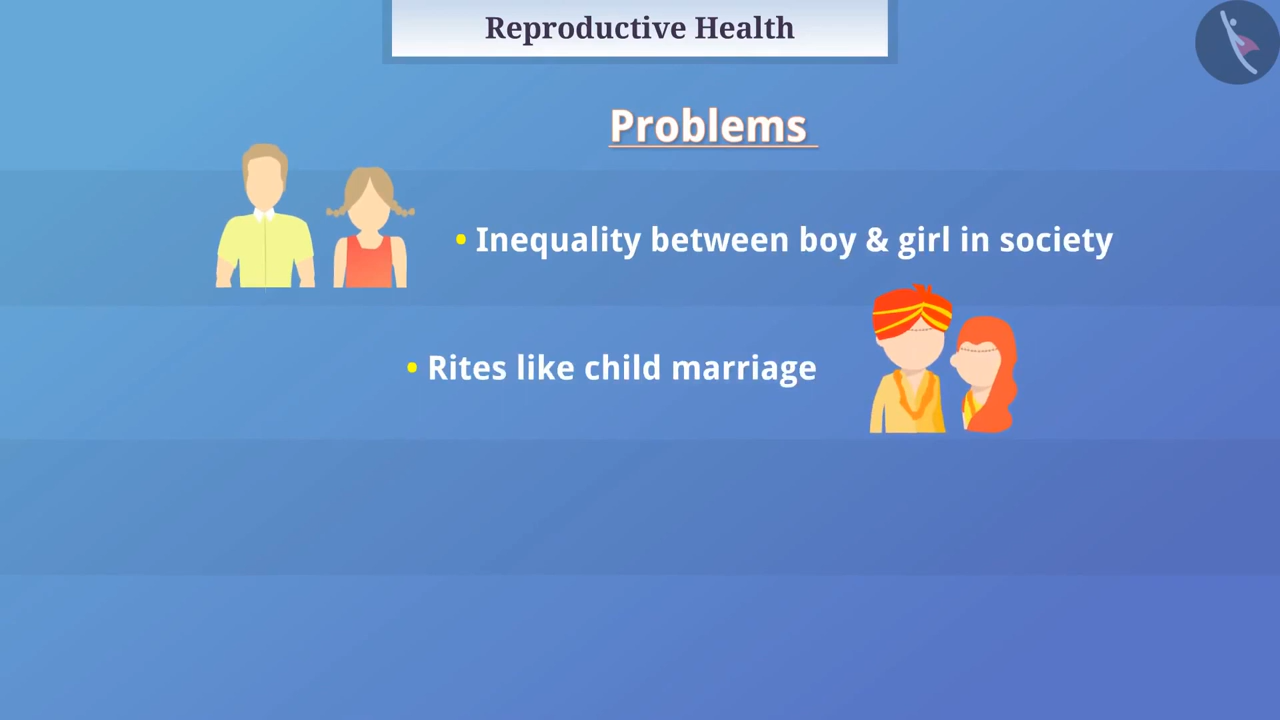 Reproductive Health
Problems
• Inequality between boy & girl in society
• Rites like child marriage